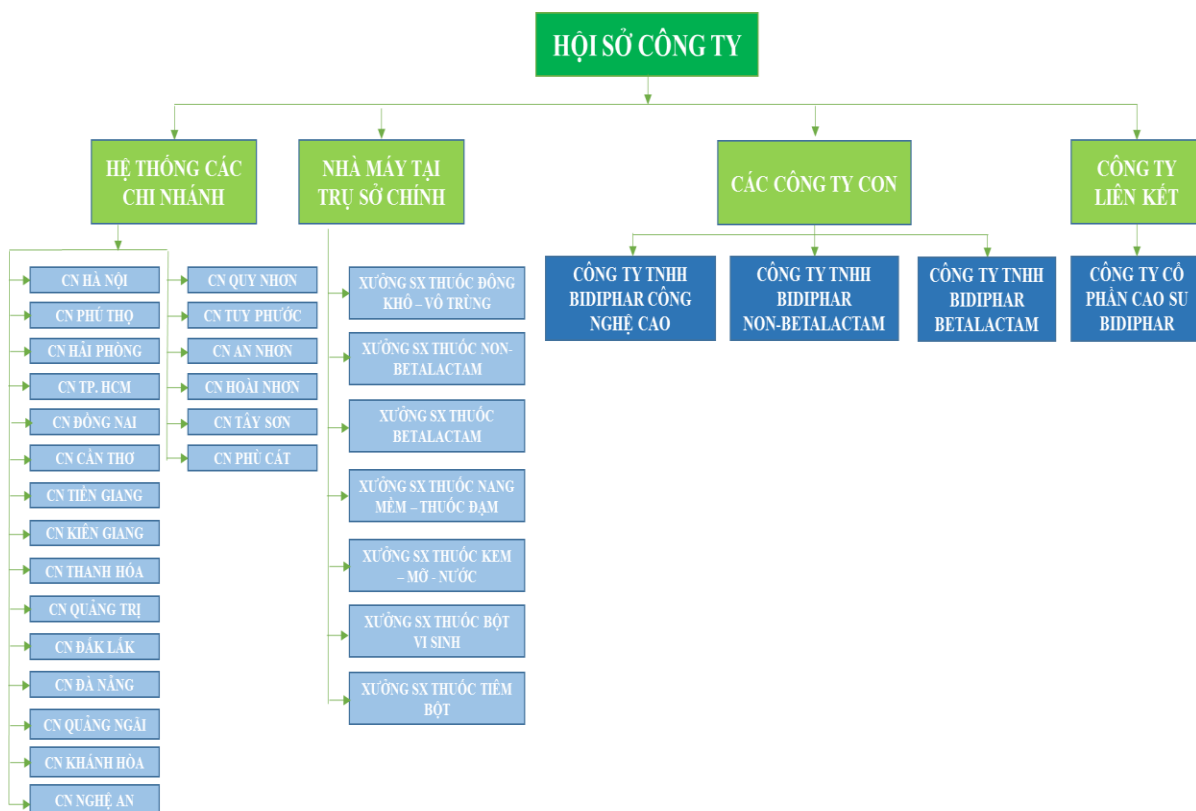 HỘI SỞ CÔNG TY
HỆ THỐNG CÁC
CHI NHÁNH
NHÀ MÁY TẠI
TRỤ SỞ CHÍNH
CÁC CÔNG TY CON
CÔNG TY
LIÊN KẾT
CN HÀ NỘI
CN PHÚ THỌ
CN HẢI PHÒNG
CN TP. HCM
CN ĐỒNG NAI
CN CẦN THƠ
CN TIỀN GIANG
CN KIÊN GIANG
CN THANH HÓA
CN QUẢNG TRỊ
CN ĐẮK LẮK
CN ĐÀ NẴNG
CN QUẢNG NGÃI
CN KHÁNH HÒA
CN NGHỆ AN
CN QUY NHƠN
CN TUY PHƯỚC
CN AN NHƠN
CN HOÀI NHƠN
CN TÂY SƠN
CN PHÙ CÁT
XƯỞNG SX THUỐC ĐÔNG
KHÔ – VÔ TRÙNG
XƯỞNG SX THUỐC NON-
BETALACTAM
XƯỞNG SX THUỐC
BETALACTAM
XƯỞNG SX THUỐC NANG
MỀM – THUỐC ĐẠM
XƯỞNG SX THUỐC KEM
– MỠ - NƯỚC
XƯỞNG SX THUỐC BỘT
VI SINH
XƯỞNG SX THUỐC TIÊM
BỘT
CÔNG TY TNHH
BIDIPHAR CÔNG
NGHỆ CAO
CÔNG TY TNHH
BIDIPHAR
NON-BETALACTAM
CÔNG TY TNHH
BIDIPHAR
BETALACTAM
CÔNG TY CỔ
PHẦN CAO SU
BIDIPHAR